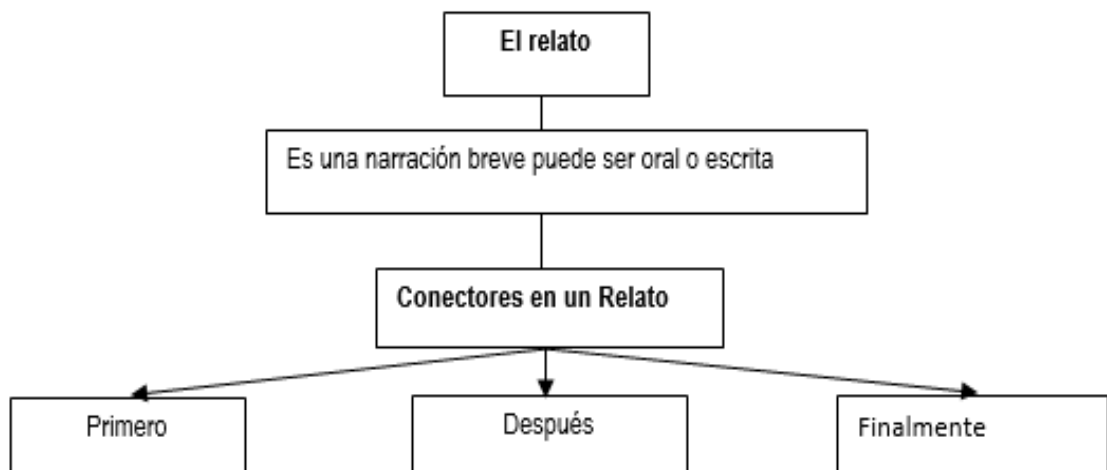 El relato
Es una narración breve puede ser oral o escrita
Conectores en un Relato
Primero
Después
Finalmente